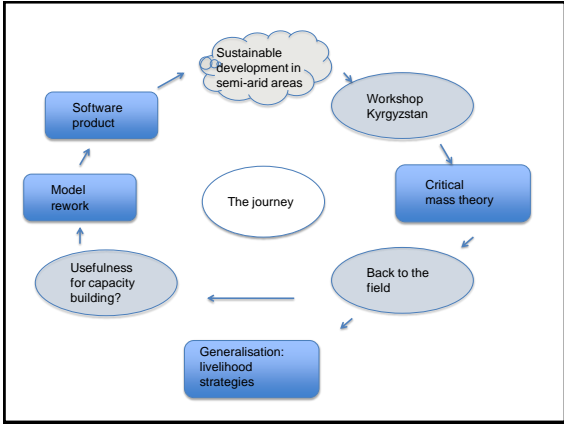 Sustainable
development in
semi-arid areas
Workshop
Kyrgyzstan
Critical
mass theory
Back to the
field
Generalisation:
livelihood
strategies
Usefulness
for capacity
building?
Model
rework
Software
product
The journey